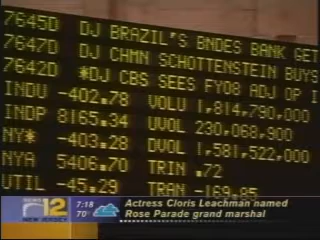 7645D DJ BRAZIL'S BNDES BANK GET
7647D DJ CHMN SCHOTTENSTEIN BUYS
7642D *DJ CBS SEES FY08 ADJ OP I
INDU -402.78 VOLU 1,814,790,000
INDP 8165.34 UVOL 230,068,900
NY* -403.28 DVOL 1,581,522,000
NYA 5406.70 TRIN .72
UTIL -45.29 TRAN -169.85
NEWS 12
NEW JERSEY
7:18
70°
Actress Cloris Leachman named
Rose Parade grand marshal